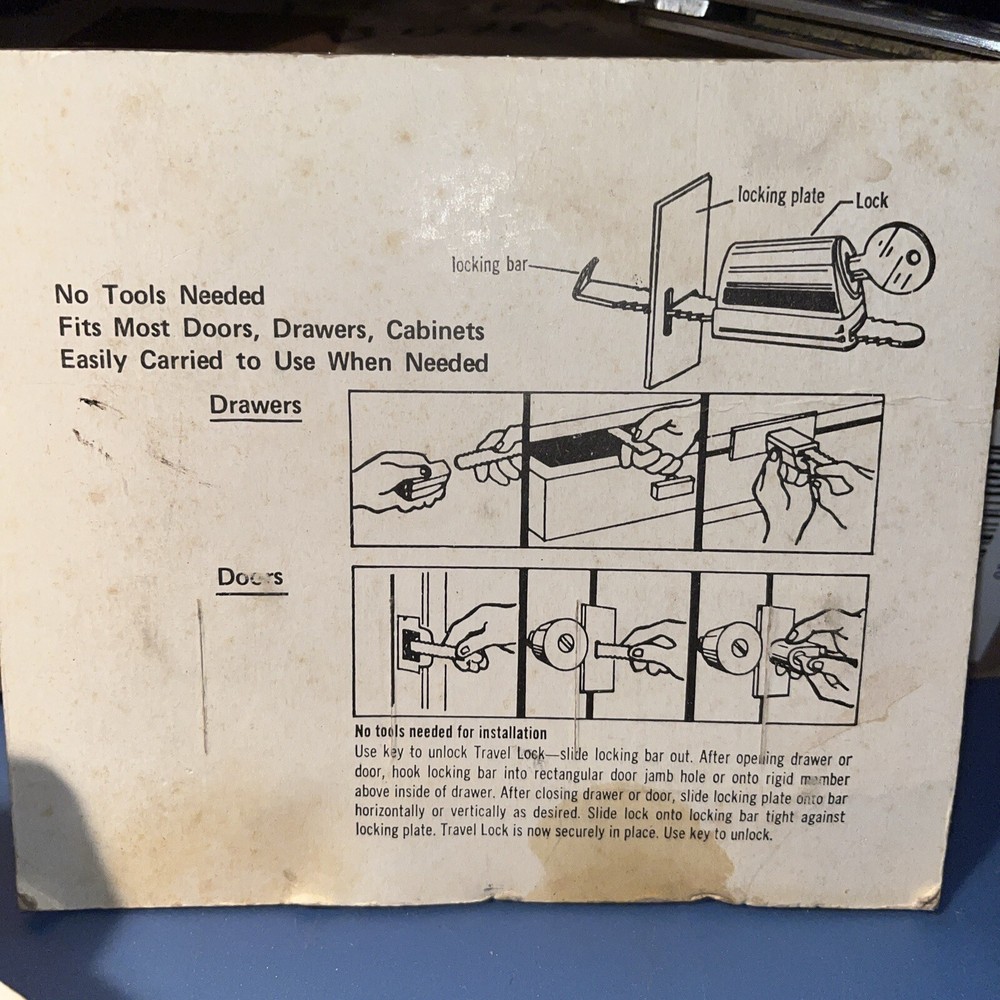 locking plate
Lock
locking bar
No Tools Needed
Fits Most Doors, Drawers, Cabinets
Easily Carried to Use When Needed
Drawers
Doors
No tools needed for installation
Use key to unlock Travel Lock—slide locking bar out. After opening drawer or
door, hook locking bar into rectangular door jamb hole or onto rigid member
above inside of drawer. After closing drawer or door, slide locking plate onto bar
horizontally or vertically as desired. Slide lock onto locking bar tight against
locking plate. Travel Lock is now securely in place. Use key to unlock.